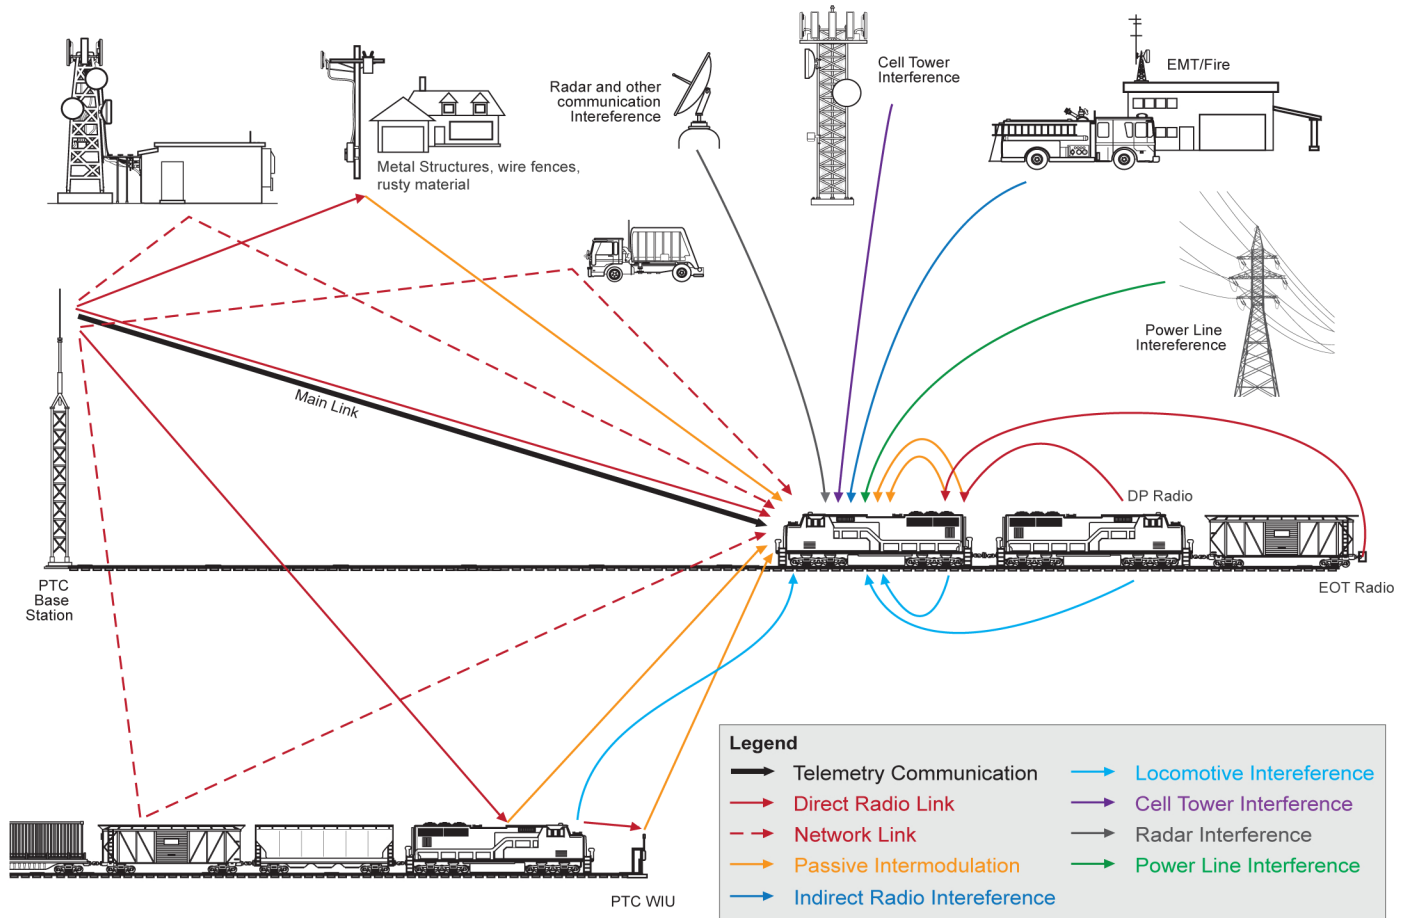 Radar and other
communication
Intereference
Cell Tower
Interference
EMT/Fire
Metal Structures, wire fences,
rusty material
Power Line
Intereference
Main Link
DP Radio
PTC
Base
Station
EOT Radio
PTC WIU
Legend
Telemetry Communication
Direct Radio Link
Network Link
Passive Intermodulation
Indirect Radio Intereference
Locomotive Intereference
Cell Tower Interference
Radar Interference
Power Line Interference